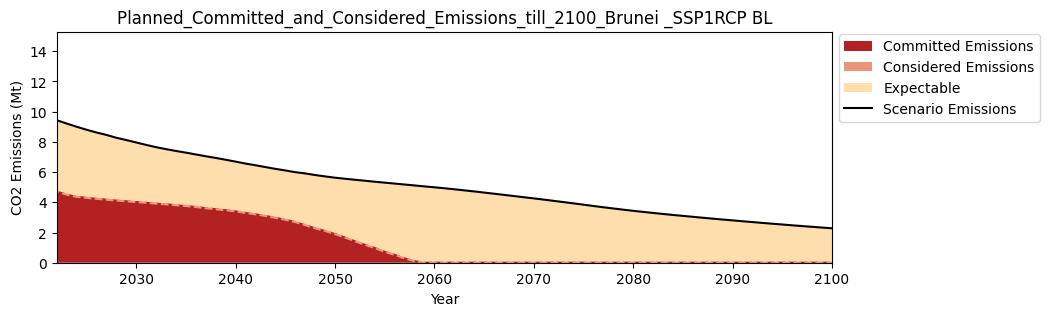 Planned_Committed_and_Considered_Emissions_till_2100_Brunei _SSP1RCP BL
14
12
10
8
6
4
2
0
CO2 Emissions (Mt)
2030 2040 2050 2060 2070 2080 2090 2100
Year
Committed Emissions
Considered Emissions
Expectable
Scenario Emissions